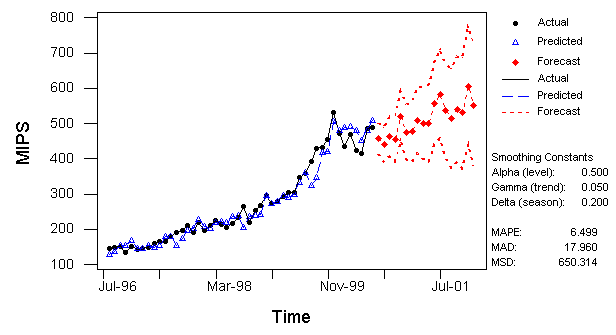 800
700
600
500
400
300
200
100
MIPS
Jul-96
Mar-98
Nov-99
Jul-01
Time
Actual
Predicted
Forecast
Actual
Predicted
Forecast
Smoothing Constants
Alpha (level): 0.500
Gamma (trend): 0.050
Delta (season): 0.200
MAPE: 6.499
MAD: 17.960
MSD: 650.314